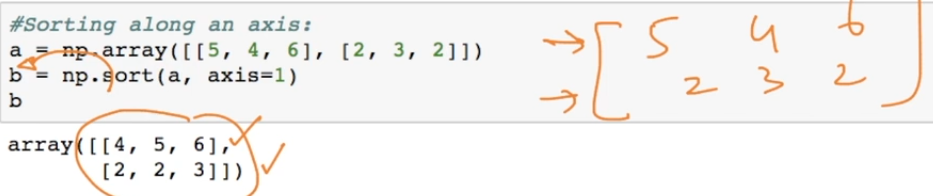 #Sorting along an axis:
a = np.array([[5, 4, 6], [2, 3, 2]])
b = np.sort(a, axis=1)
b
5 4 6
2 3 2
array([[4, 5, 6],
[2, 2, 3]])